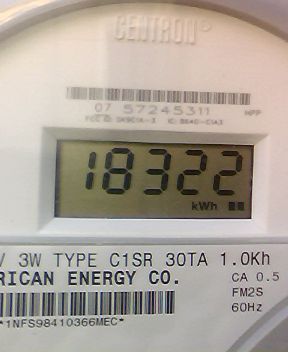 CENTRON®
07 57245311 MPP
18322
kWh
V 3W TYPE C1SR 30TA 1.0Kh
RICAN ENERGY CO. CA 0.5
FM2S
*1NFS98410366MEC* 60Hz